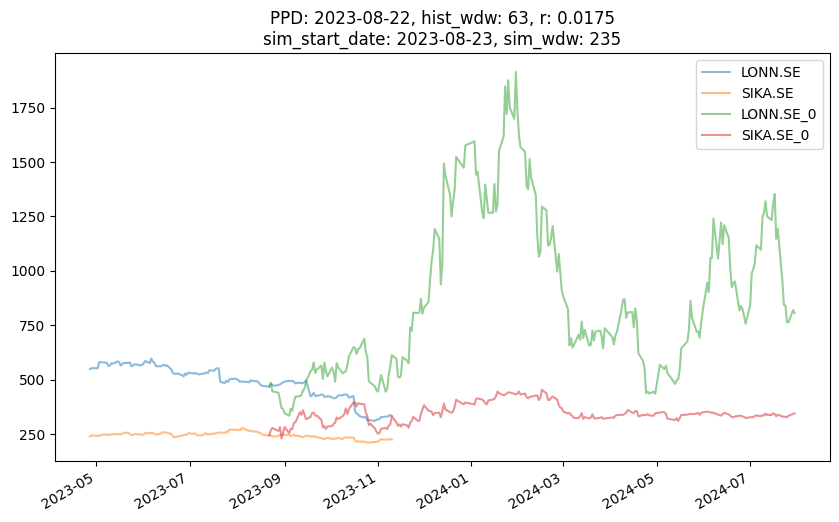 PPD: 2023-08-22, hist_wdw: 63, r: 0.0175
sim_start_date: 2023-08-23, sim_wdw: 235
LONN.SE
SIKA.SE
LONN.SE_0
SIKA.SE_0
1750
1500
1250
1000
750
500
250
2023-05
2023-07
2023-09
2023-11
2024-01
2024-03
2024-05
2024-07